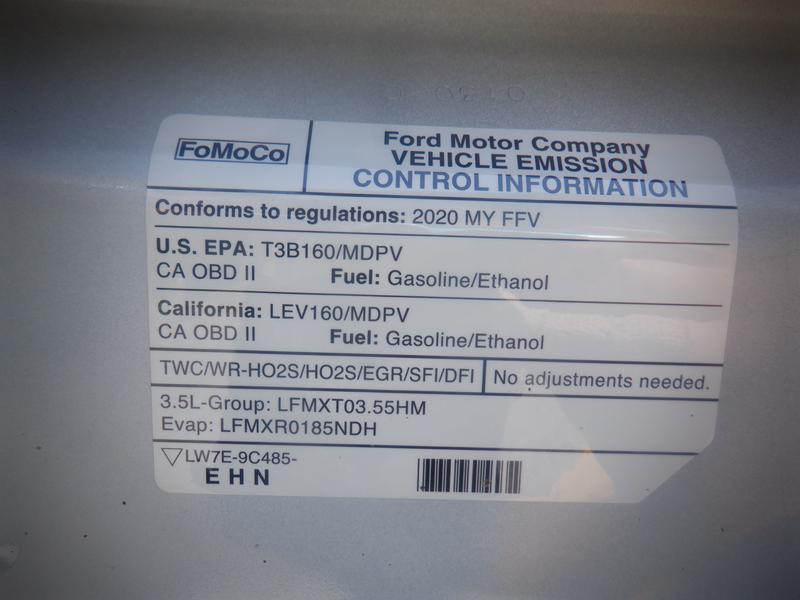 FoMoCo
Ford Motor Company
VEHICLE EMISSION
CONTROL INFORMATION
Conforms to regulations: 2020 MY FFV
U.S. EPA: T3B160/MDPV
CA OBD II Fuel: Gasoline/Ethanol
California: LEV160/MDPV
CA OBD II Fuel: Gasoline/Ethanol
TWC/WR-HO2S/HO2S/EGR/SFI/DFI No adjustments needed.
3.5L-Group: LFMXT03.55HM
Evap: LFMXR0185NDH
LW7E-9C485-
EHN